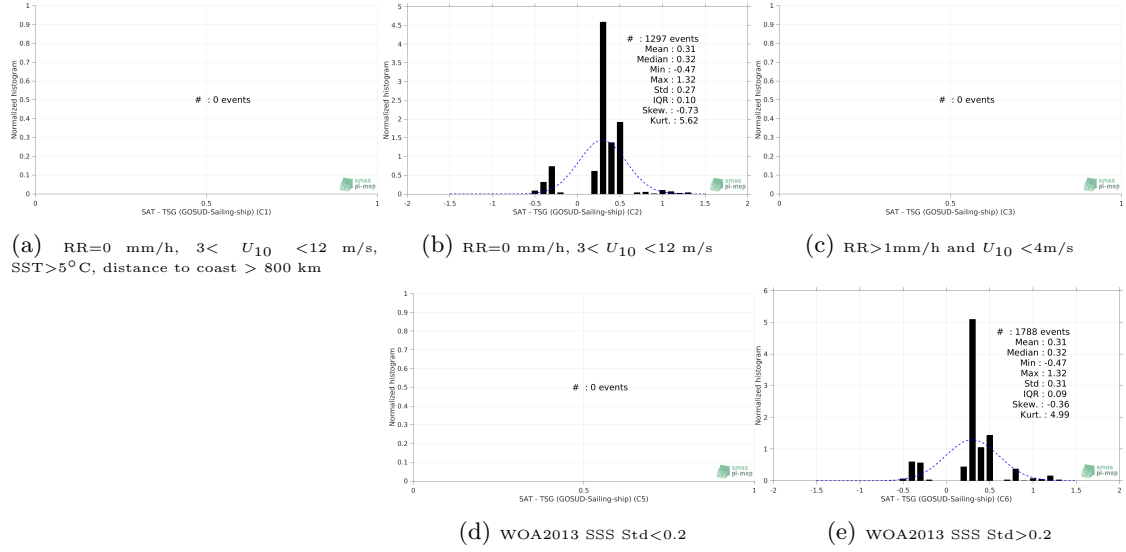 1
0.9
0.8
0.7
0.6
0.5
0.4
0.3
0.2
0.1
0
Normalized histogram
# : 0 events
0 0.5 1
SAT - TSG (GOSUD-Sailing-ship) (C1)
smos
pi-mep
5
4.5
4
3.5
3
2.5
2
1.5
1
0.5
0
Normalized histogram
# : 1297 events
Mean : 0.31
Median : 0.32
Min : -0.47
Max : 1.32
Std : 0.27
IQR : 0.10
Skew. : -0.73
Kurt. : 5.62
-2 -1.5 -1 -0.5 0 0.5 1 1.5 2
SAT - TSG (GOSUD-Sailing-ship) (C2)
smos
pi-mep
1
0.9
0.8
0.7
0.6
0.5
0.4
0.3
0.2
0.1
0
Normalized histogram
# : 0 events
0 0.5 1
SAT - TSG (GOSUD-Sailing-ship) (C3)
smos
pi-mep
(a) RR=0 mm/h, 3< U10 <12 m/s,
SST>5°C, distance to coast > 800 km
(b) RR=0 mm/h, 3< U10 <12 m/s
(c) RR>1mm/h and U10 <4m/s
1
0.9
0.8
0.7
0.6
0.5
0.4
0.3
0.2
0.1
0
Normalized histogram
# : 0 events
0 0.5 1
SAT - TSG (GOSUD-Sailing-ship) (C5)
smos
pi-mep
6
5
4
3
2
1
0
Normalized histogram
# : 1788 events
Mean : 0.31
Median : 0.32
Min : -0.47
Max : 1.32
Std : 0.31
IQR : 0.09
Skew. : -0.36
Kurt. : 4.99
-2 -1.5 -1 -0.5 0 0.5 1 1.5 2
SAT - TSG (GOSUD-Sailing-ship) (C6)
smos
pi-mep
(d) WOA2013 SSS Std<0.2
(e) WOA2013 SSS Std>0.2